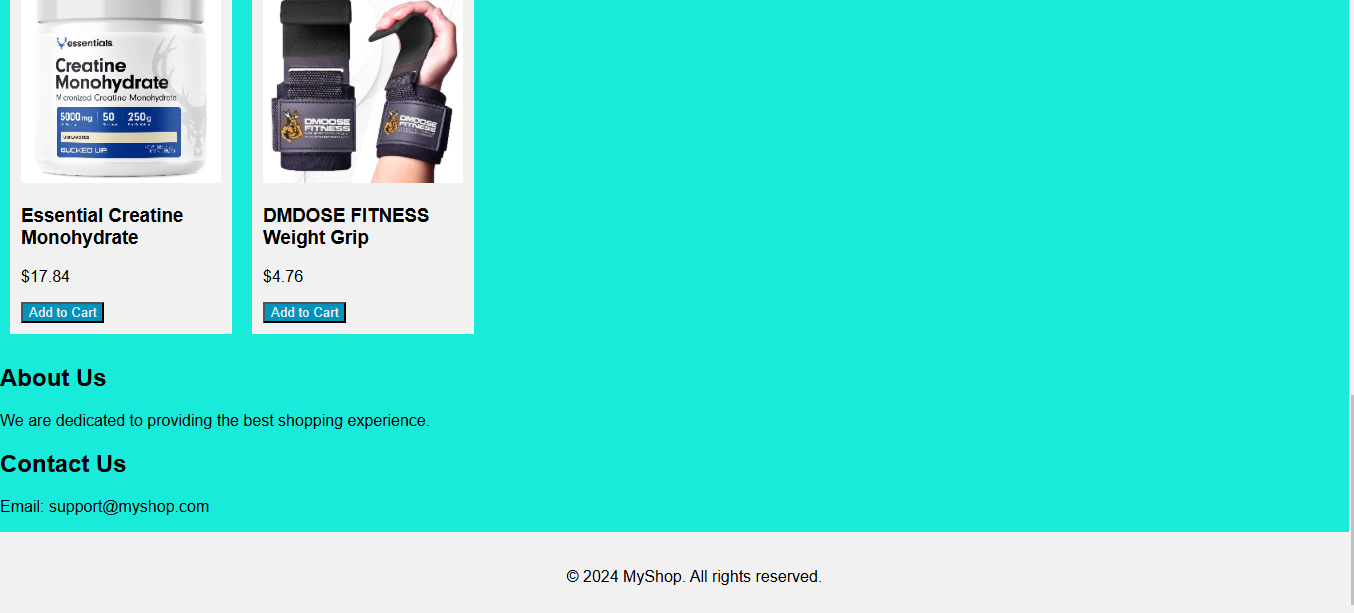 essentials.
Creatine
Monohydrate
Micronized Creatine Monohydrate
5000mg 50 250g
UNFLAVORED
BUCKED UP
DMOOSE
FITNESS
DMOOSE
FITNESS
Essential Creatine
Monohydrate
$17.84
Add to Cart
DMDOSE FITNESS
Weight Grip
$4.76
Add to Cart
About Us
We are dedicated to providing the best shopping experience.
Contact Us
Email: support@myshop.com
© 2024 MyShop. All rights reserved.